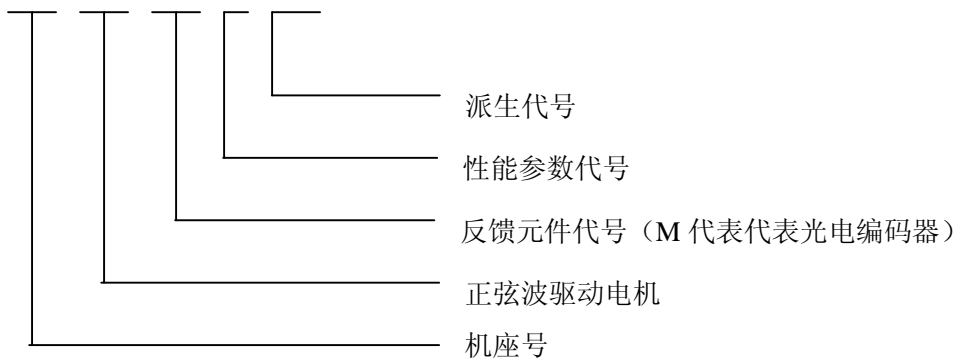 派生代号
性能参数代号
反馈元件代号（M 代表代表光电编码器）
正弦波驱动电机
机座号